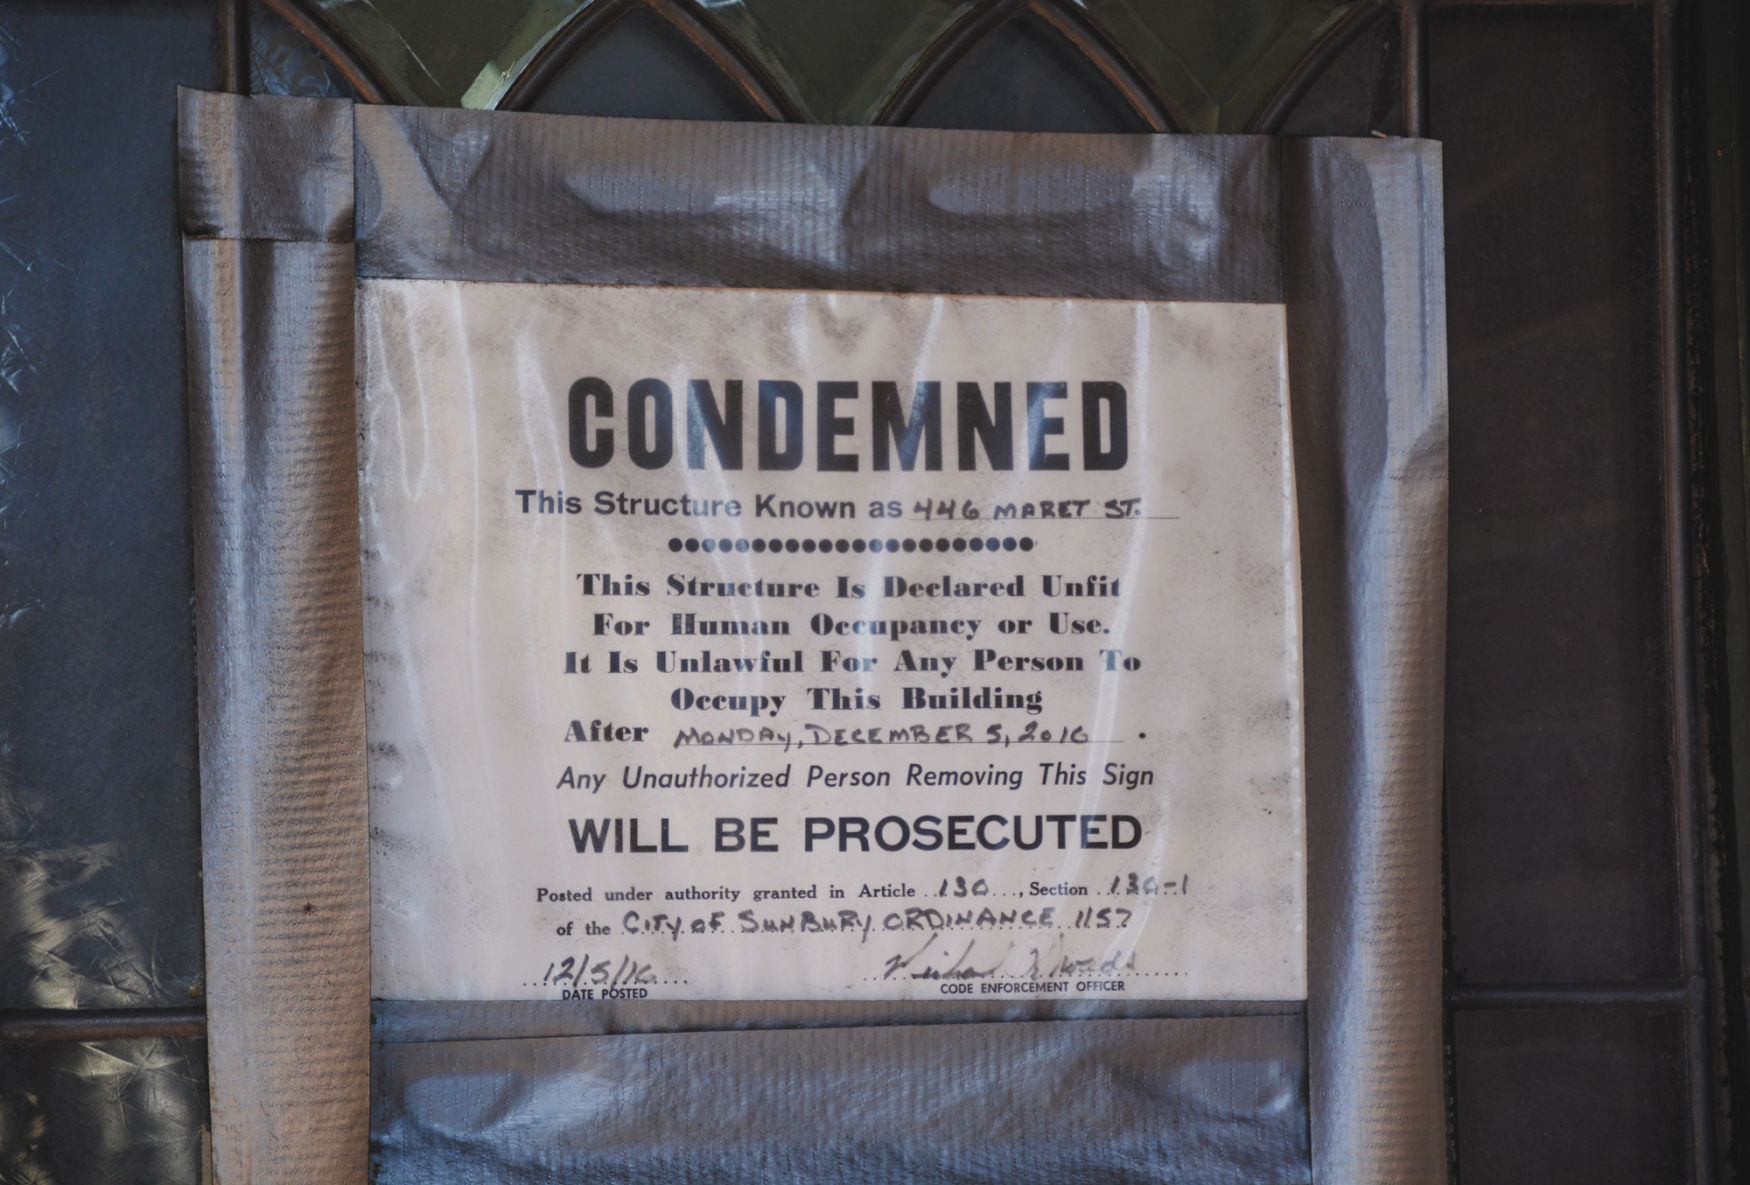 CONDEMNED
This Structure Known as 446 MARET ST.
This Structure Is Declared Unfit
For Human Occupancy or Use.
It Is Unlawful For Any Person To
Occupy This Building
After MONDAY, DECEMBER 5, 2016 .
Any Unauthorized Person Removing This Sign
WILL BE PROSECUTED
Posted under authority granted in Article 130, Section 130-1
of the CITY OF SUNBURY ORDINANCE 1157
12/5/16
DATE POSTED
CODE ENFORCEMENT OFFICER